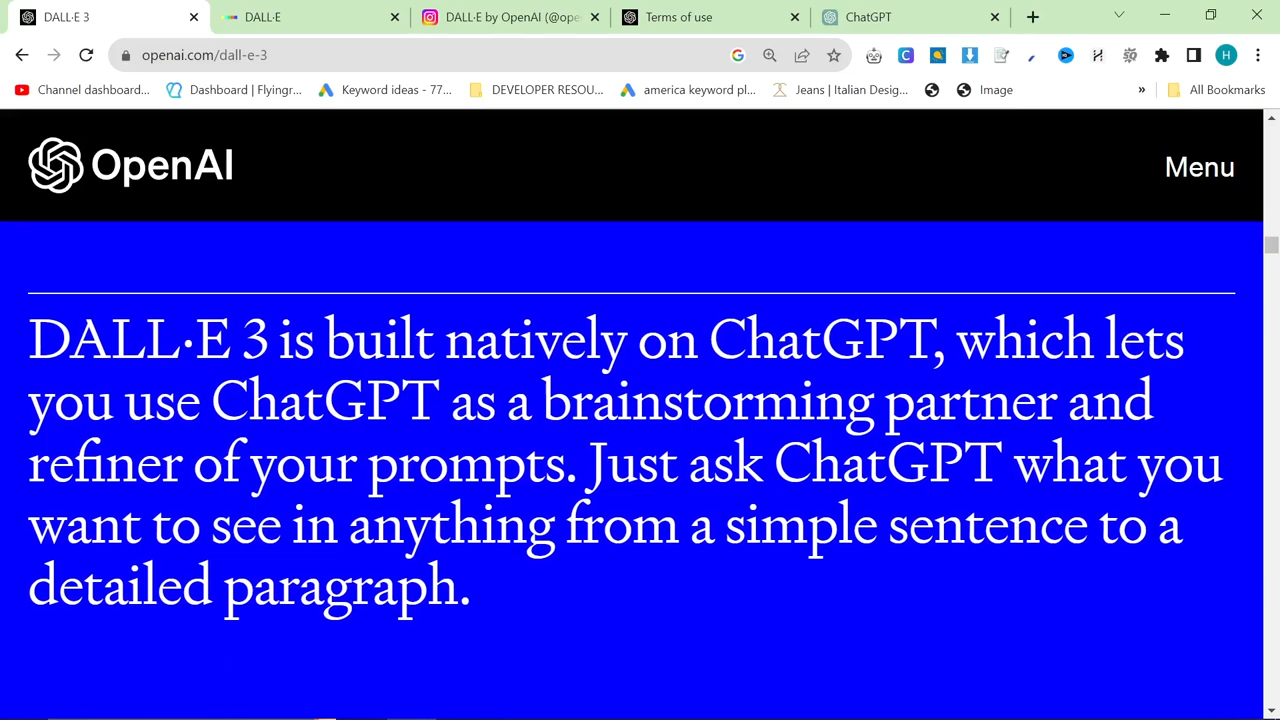 DALL·E 3
DALL·E
DALL·E by OpenAI (@ope
Terms of use
ChatGPT
openai.com/dall-e-3
Channel dashboard...
Dashboard | Flyingr...
Keyword ideas - 77...
DEVELOPER RESOU...
america keyword pl...
Jeans | Italian Desig...
Image
»
All Bookmarks
OpenAI
Menu
DALL·E 3 is built natively on ChatGPT, which lets
you use ChatGPT as a brainstorming partner and
refiner of your prompts. Just ask ChatGPT what you
want to see in anything from a simple sentence to a
detailed paragraph.